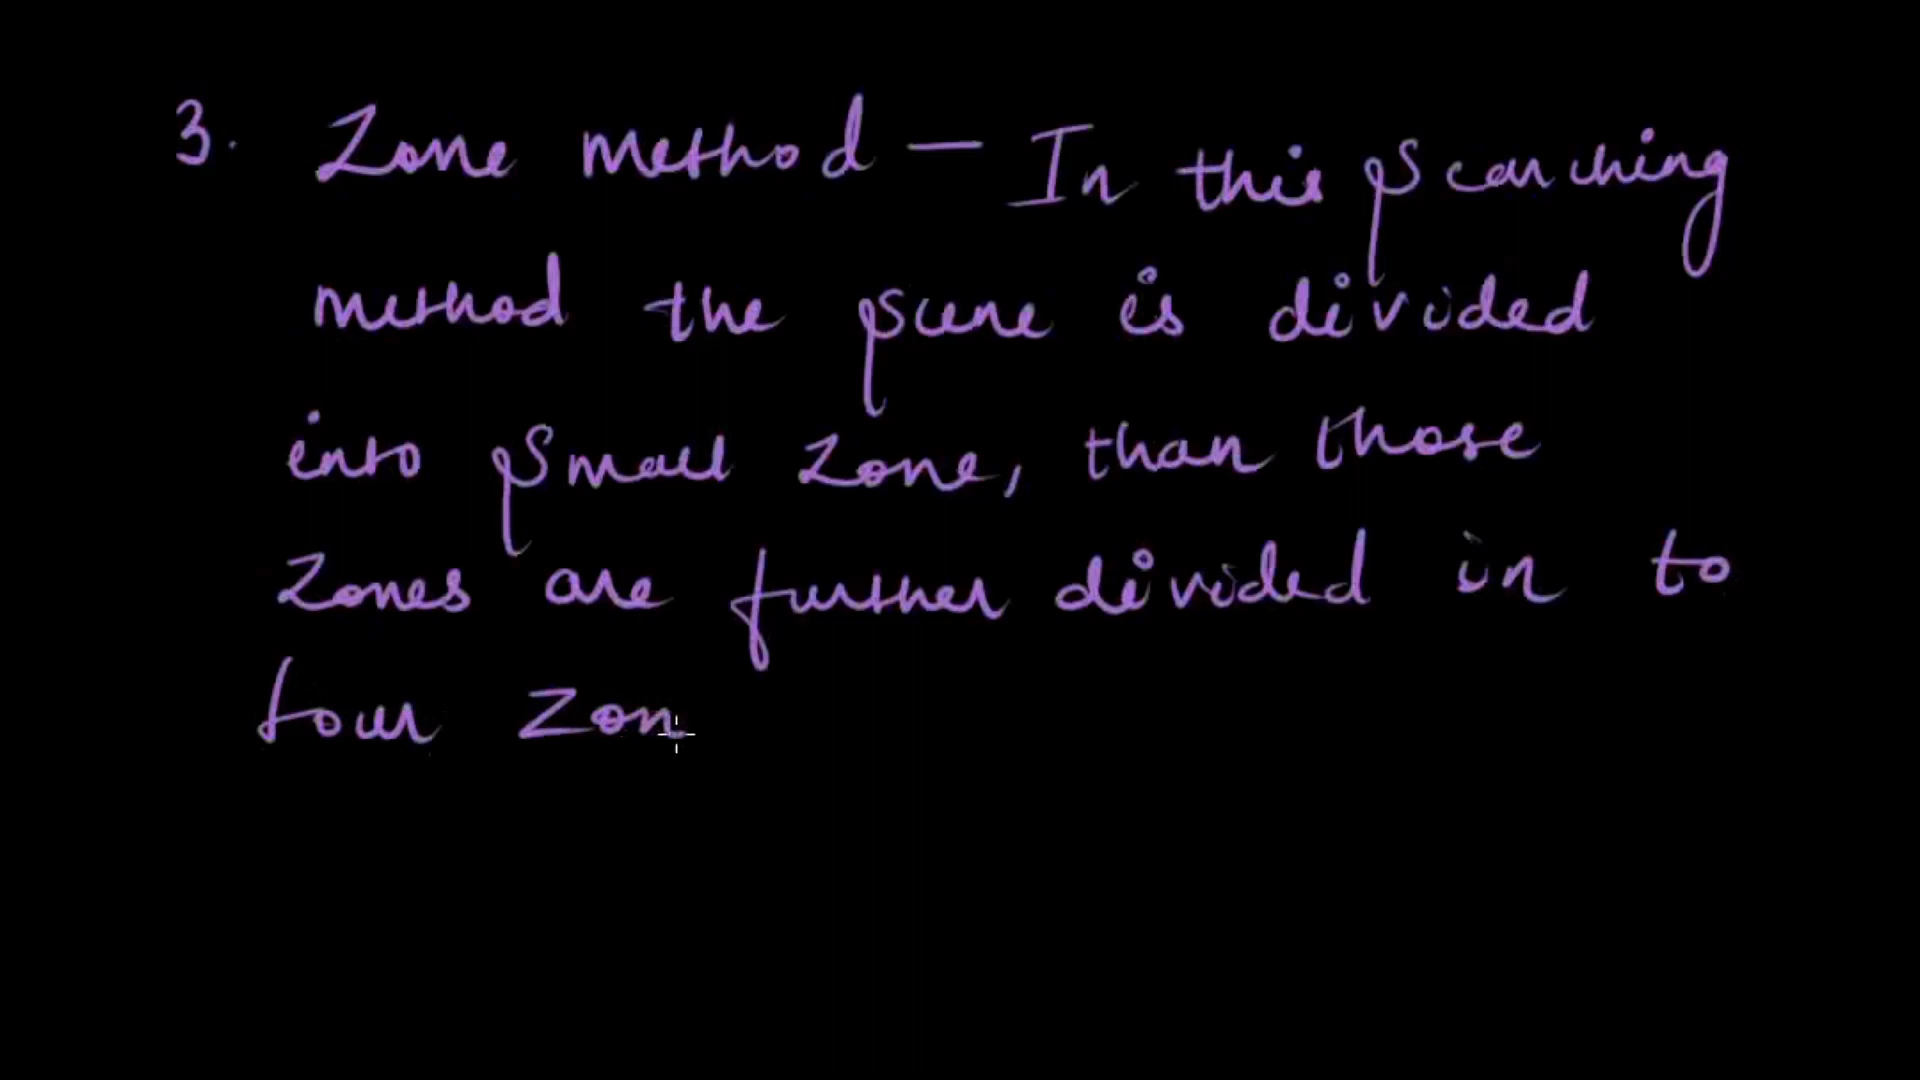 3. Zone method — In this searching
method the scene is divided
into small zone, than those
zones are further divided in to
four zon